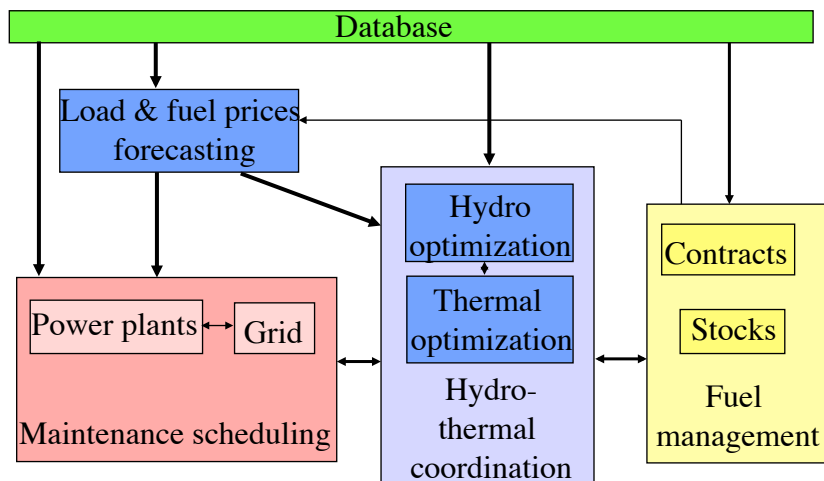 Database
Load & fuel prices
forecasting
Hydro
optimization
Thermal
optimization
Hydro-
thermal
coordination
Power plants
Grid
Maintenance scheduling
Contracts
Stocks
Fuel
management